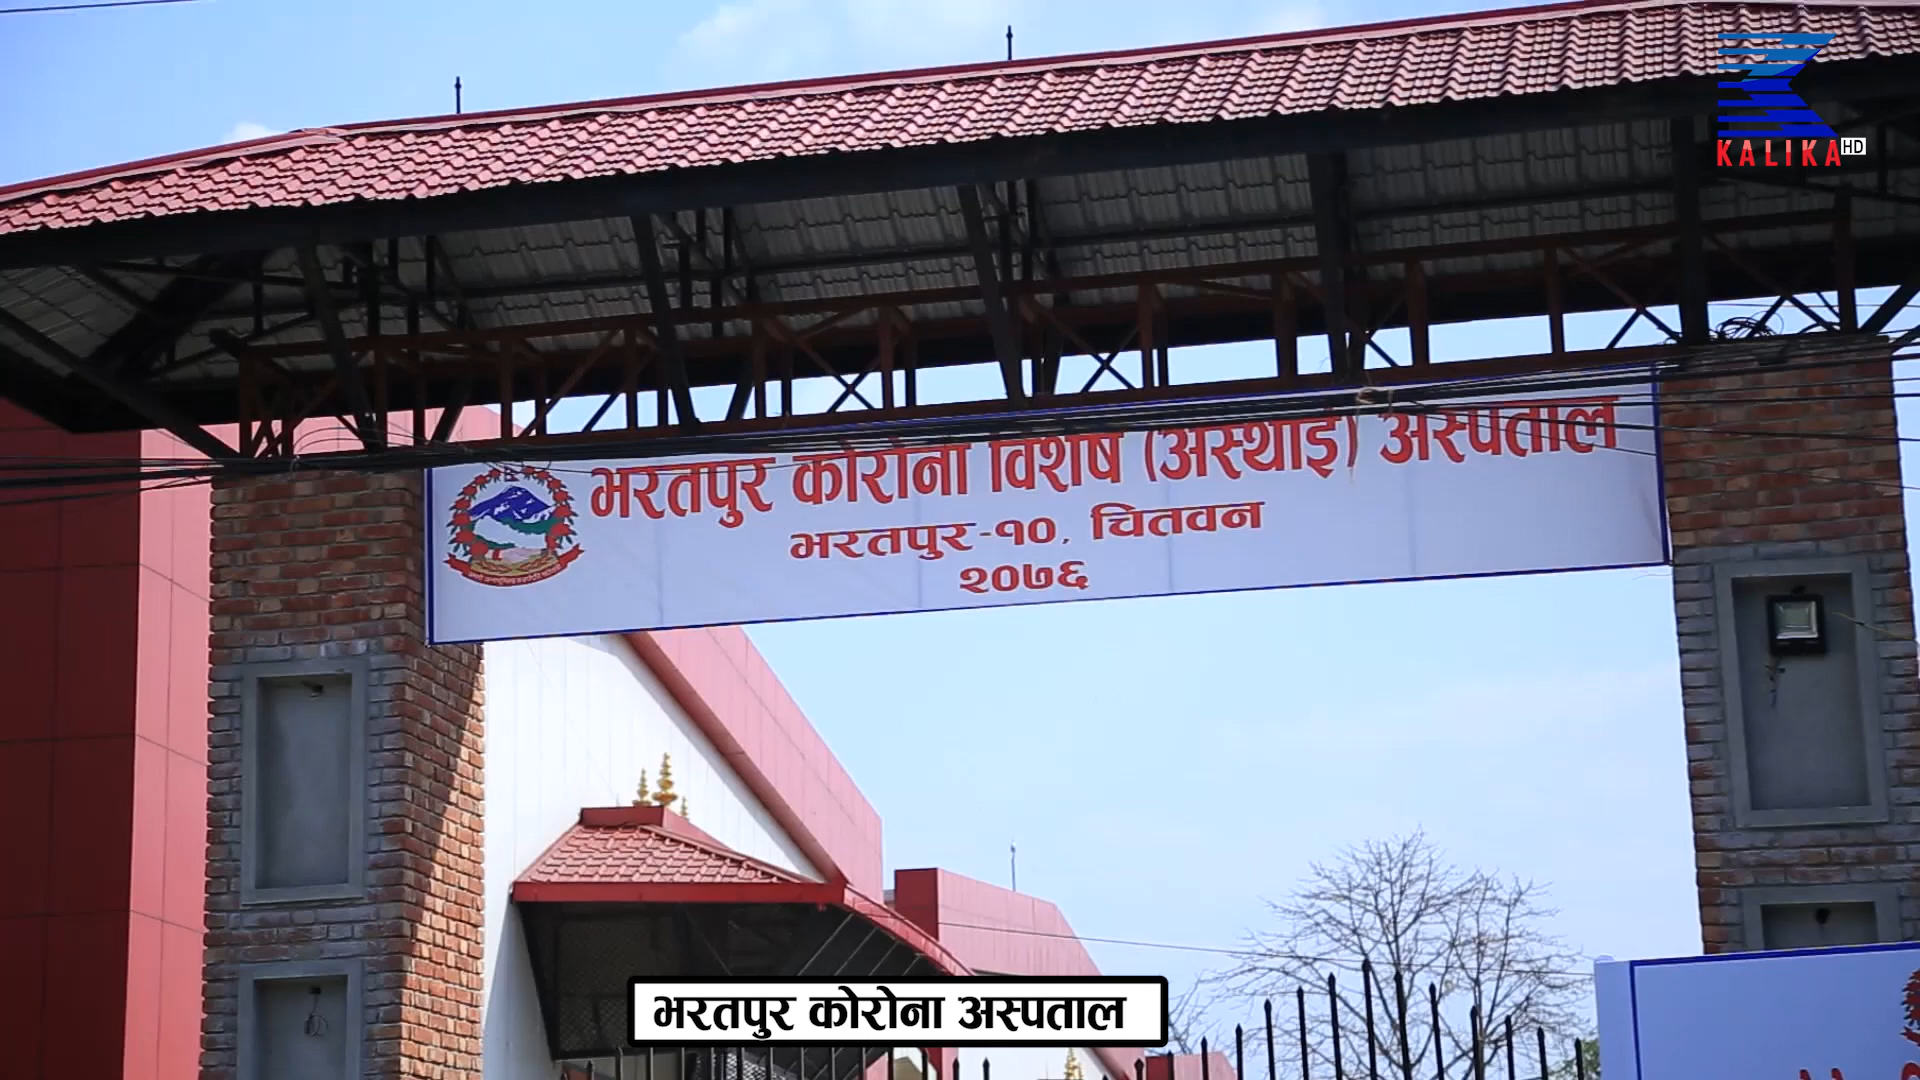 KALIKA HD
भरतपुर कोरोना विशेष (अस्थाई) अस्पताल
भरतपुर-१०, चितवन
२०७६
भरतपुर कोरोना अस्पताल